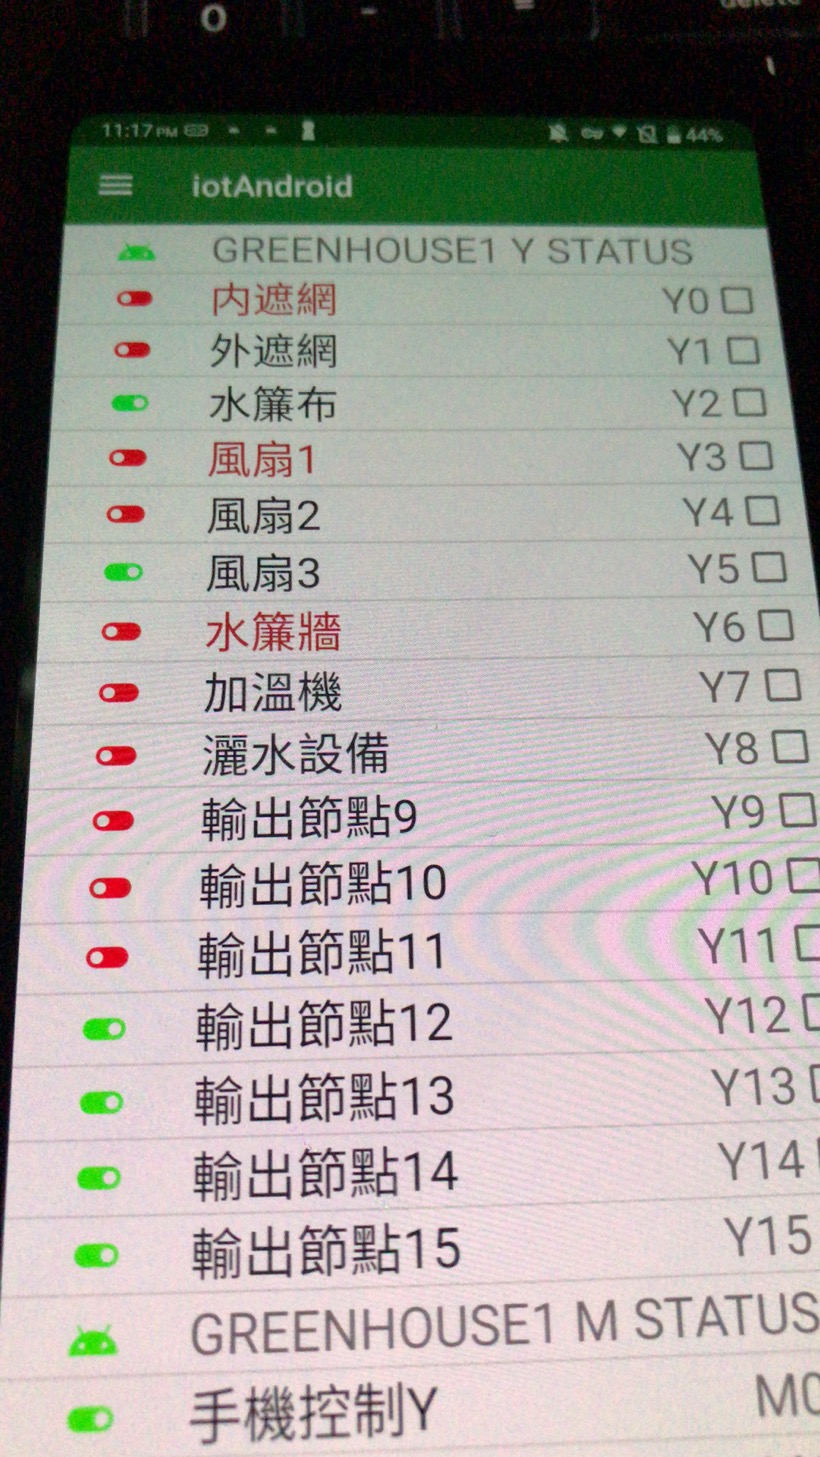 O
delete
11:17 PM 44%
iotAndroid
GREENHOUSE1 Y STATUS
内遮網 Y0
外遮網 Y1
水簾布 Y2
風扇1 Y3
風扇2 Y4
風扇3 Y5
水簾牆 Y6
加溫機 Y7
灑水設備 Y8
輸出節點9 Y9
輸出節點10 Y10
輸出節點11 Y11
輸出節點12 Y12
輸出節點13 Y13
輸出節點14 Y14
輸出節點15 Y15
GREENHOUSE1 M STATUS
手機控制Y M0